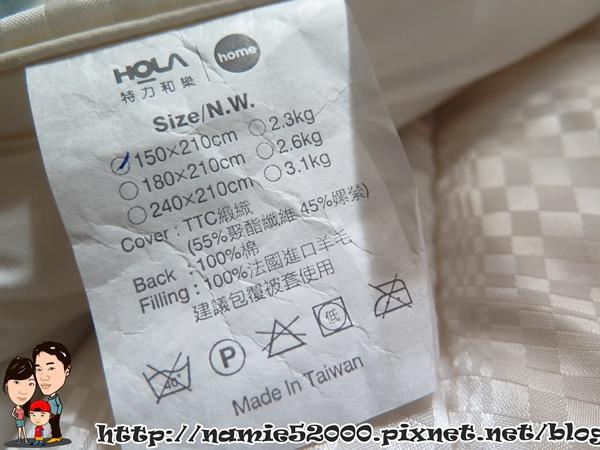 HOLA home
特力和樂
Size/N.W.
150×210cm 2.3kg
180×210cm 2.6kg
240×210cm 3.1kg
Cover : TTC緞織
(55%聚酯纖維 45%嫘縈)
Back : 100%棉
Filling : 100%法國進口羊毛
建議包覆被套使用
40 P 低
Made In Taiwan
http://namie52000.pixnet.net/blog